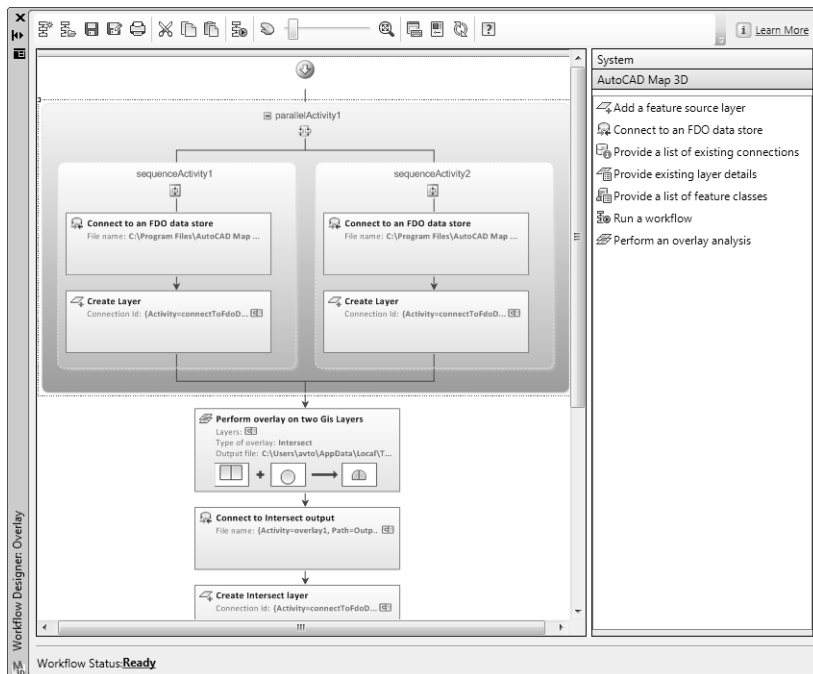 Learn More
System
AutoCAD Map 3D
Add a feature source layer
Connect to an FDO data store
Provide a list of existing connections
Provide existing layer details
Provide a list of feature classes
Run a workflow
Perform an overlay analysis
parallelActivity1
sequenceActivity1
sequenceActivity2
Connect to an FDO data store
File name: C:\Program Files\AutoCAD Map ...
Connect to an FDO data store
File name: C:\Program Files\AutoCAD Map ...
Create Layer
Connection Id: {Activity=connectToFdoD...
Create Layer
Connection Id: {Activity=connectToFdoD...
Perform overlay on two Gis Layers
Layers:
Type of overlay: Intersect
Output file: C:\Users\avto\AppData\Local\T...
Connect to Intersect output
File name: {Activity=overlay1, Path=Outp..
Create Intersect layer
Connection Id: {Activity=connectToFdoD...
Workflow Designer: Overlay
Workflow Status:Ready